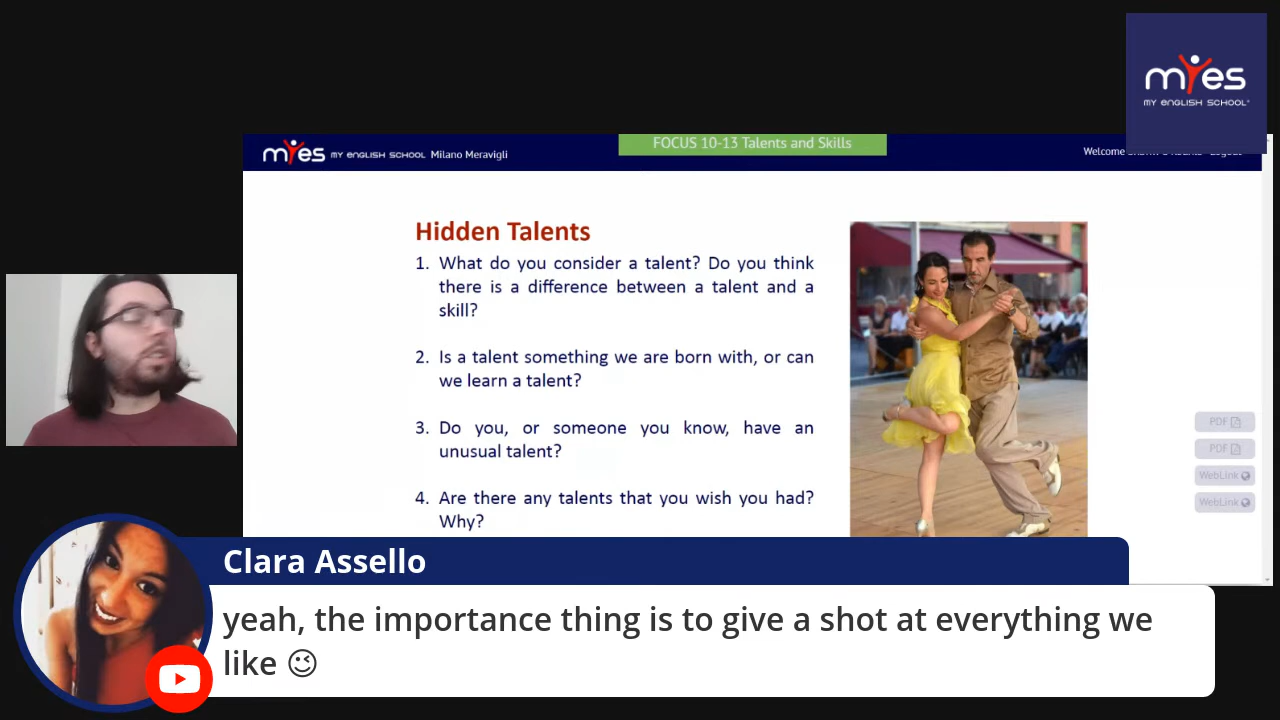 myes
MY ENGLISH SCHOOL®
myes MY ENGLISH SCHOOL Milano Meravigli
FOCUS 10-13 Talents and Skills
Welcome
Hidden Talents
1. What do you consider a talent? Do you think
there is a difference between a talent and a
skill?
2. Is a talent something we are born with, or can
we learn a talent?
3. Do you, or someone you know, have an
unusual talent?
4. Are there any talents that you wish you had?
Why?
PDF
PDF
WebLink
WebLink
Clara Assello
yeah, the importance thing is to give a shot at everything we
like 😉